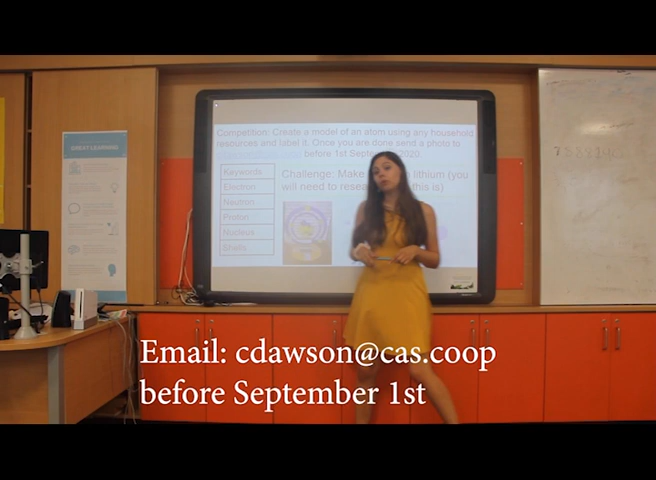 GREAT LEARNING
Competition: Create a model of an atom using any household
resources and label it. Once you are done send a photo to
before 1st 2020.
Keywords
Electron
Neutron
Proton
Nucleus
Shells
Challenge: Make lithium (you
will need to this is)
Email: cdawson@cas.coop
before September 1st